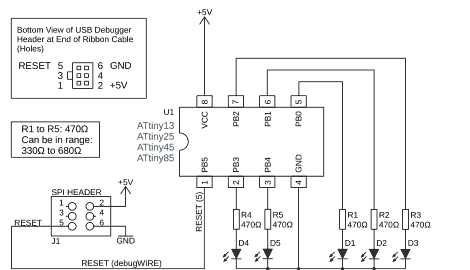 +5V
Bottom View of USB Debugger
Header at End of Ribbon Cable
(Holes)
RESET 5 6 GND
3 4
1 2 +5V
8 7 6 5
U1
VCC PB2 PB1 PB0
R1 to R5: 470Ω
Can be in range:
330Ω to 680Ω
ATtiny13
ATtiny25
ATtiny45
ATtiny85
PB5 PB3 PB4 GND
1 2 3 4
SPI HEADER
+5V
1 2
3 4
RESET 5 6
J1
GND
RESET (5)
R4 R5 R1 R2 R3
470Ω 470Ω 470Ω 470Ω 470Ω
D4 D5 D1 D2 D3
RESET (debugWIRE)